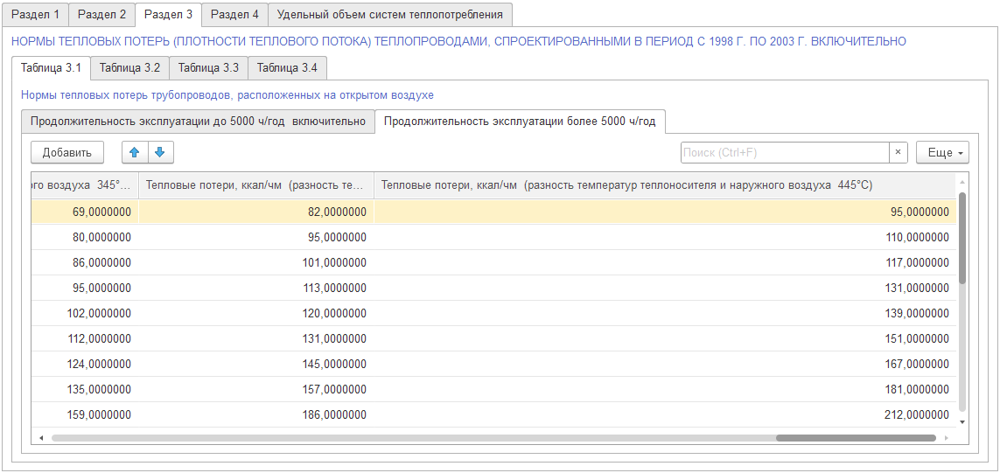 Раздел 1 Раздел 2 Раздел 3 Раздел 4 Удельный объем систем теплопотребления
НОРМЫ ТЕПЛОВЫХ ПОТЕРЬ (ПЛОТНОСТИ ТЕПЛОВОГО ПОТОКА) ТЕПЛОПРОВОДАМИ, СПРОЕКТИРОВАННЫМИ В ПЕРИОД С 1998 Г. ПО 2003 Г. ВКЛЮЧИТЕЛЬНО
Таблица 3.1 Таблица 3.2 Таблица 3.3 Таблица 3.4
Нормы тепловых потерь трубопроводов, расположенных на открытом воздухе
Продолжительность эксплуатации до 5000 ч/год включительно Продолжительность эксплуатации более 5000 ч/год
Добавить Поиск (Ctrl+F) × Еще
ого воздуха 345°... Тепловые потери, ккал/чм (разность те... Тепловые потери, ккал/чм (разность температур теплоносителя и наружного воздуха 445°C)
69,0000000 82,0000000 95,0000000
80,0000000 95,0000000 110,0000000
86,0000000 101,0000000 117,0000000
95,0000000 113,0000000 131,0000000
102,0000000 120,0000000 139,0000000
112,0000000 131,0000000 151,0000000
124,0000000 145,0000000 167,0000000
135,0000000 157,0000000 181,0000000
159,0000000 186,0000000 212,0000000